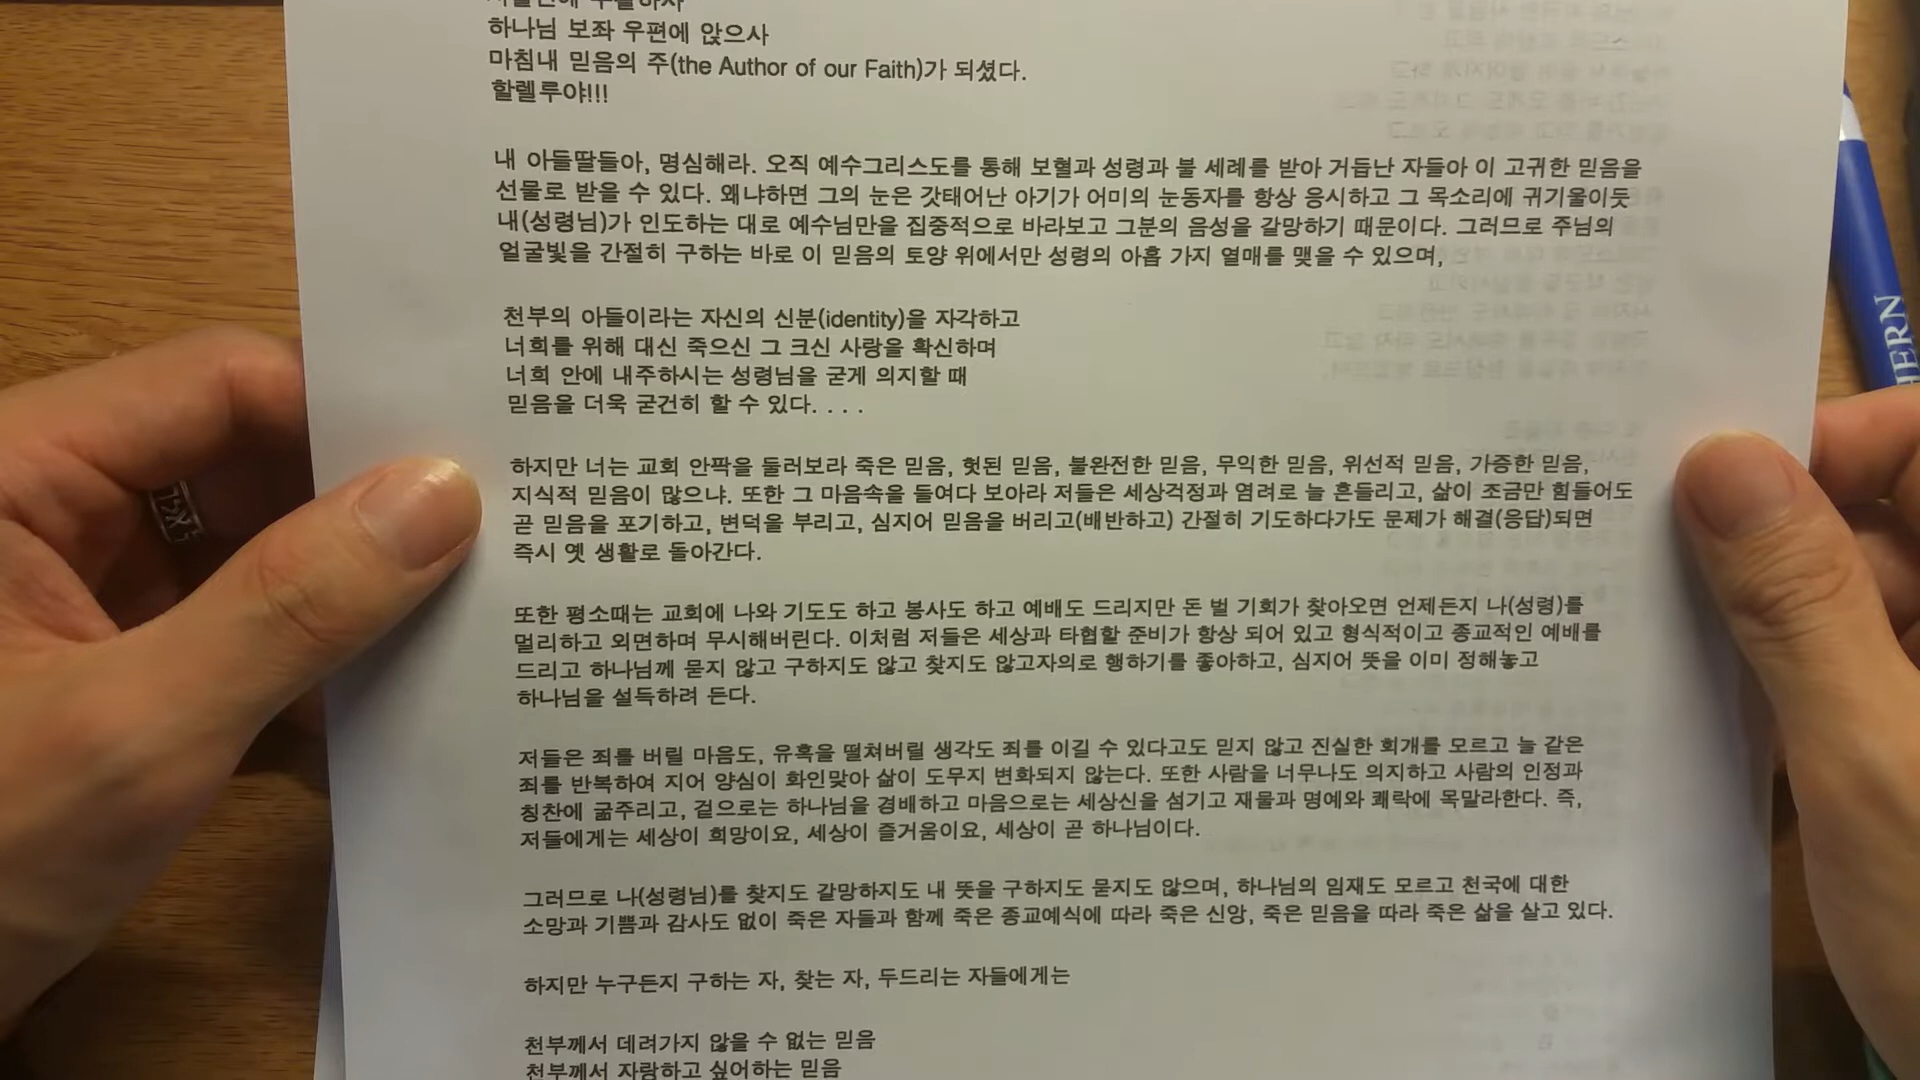 하나님 보좌 우편에 앉으사
마침내 믿음의 주(the Author of our Faith)가 되셨다.
할렐루야!!!
내 아들딸들아, 명심해라. 오직 예수그리스도를 통해 보혈과 성령과 불 세례를 받아 거듭난 자들아 이 고귀한 믿음을
선물로 받을 수 있다. 왜냐하면 그의 눈은 갓태어난 아기가 어미의 눈동자를 항상 응시하고 그 목소리에 귀기울이듯
내(성령님)가 인도하는 대로 예수님만을 집중적으로 바라보고 그분의 음성을 갈망하기 때문이다. 그러므로 주님의
얼굴빛을 간절히 구하는 바로 이 믿음의 토양 위에서만 성령의 아홉 가지 열매를 맺을 수 있으며,
천부의 아들이라는 자신의 신분(identity)을 자각하고
너희를 위해 대신 죽으신 그 크신 사랑을 확신하며
너희 안에 내주하시는 성령님을 굳게 의지할 때
믿음을 더욱 굳건히 할 수 있다. . . .
하지만 너는 교회 안팍을 둘러보라 죽은 믿음, 헛된 믿음, 불완전한 믿음, 무익한 믿음, 위선적 믿음, 가증한 믿음,
지식적 믿음이 많으냐. 또한 그 마음속을 들여다 보아라 저들은 세상걱정과 염려로 늘 흔들리고, 삶이 조금만 힘들어도
곧 믿음을 포기하고, 변덕을 부리고, 심지어 믿음을 버리고(배반하고) 간절히 기도하다가도 문제가 해결(응답)되면
즉시 옛 생활로 돌아간다.
또한 평소때는 교회에 나와 기도도 하고 봉사도 하고 예배도 드리지만 돈 벌 기회가 찾아오면 언제든지 나(성령)를
멀리하고 외면하며 무시해버린다. 이처럼 저들은 세상과 타협할 준비가 항상 되어 있고 형식적이고 종교적인 예배를
드리고 하나님께 묻지 않고 구하지도 않고 찾지도 않고자의로 행하기를 좋아하고, 심지어 뜻을 이미 정해놓고
하나님을 설득하려 든다.
저들은 죄를 버릴 마음도, 유혹을 떨쳐버릴 생각도 죄를 이길 수 있다고도 믿지 않고 진실한 회개를 모르고 늘 같은
죄를 반복하여 지어 양심이 화인맞아 삶이 도무지 변화되지 않는다. 또한 사람을 너무나도 의지하고 사람의 인정과
칭찬에 굶주리고, 겉으로는 하나님을 경배하고 마음으로는 세상신을 섬기고 재물과 명예와 쾌락에 목말라한다. 즉,
저들에게는 세상이 희망이요, 세상이 즐거움이요, 세상이 곧 하나님이다.
그러므로 나(성령님)를 찾지도 갈망하지도 내 뜻을 구하지도 묻지도 않으며, 하나님의 임재도 모르고 천국에 대한
소망과 기쁨과 감사도 없이 죽은 자들과 함께 죽은 종교예식에 따라 죽은 신앙, 죽은 믿음을 따라 죽은 삶을 살고 있다.
하지만 누구든지 구하는 자, 찾는 자, 두드리는 자들에게는
천부께서 데려가지 않을 수 없는 믿음
천부께서 자랑하고 싶어하는 믿음